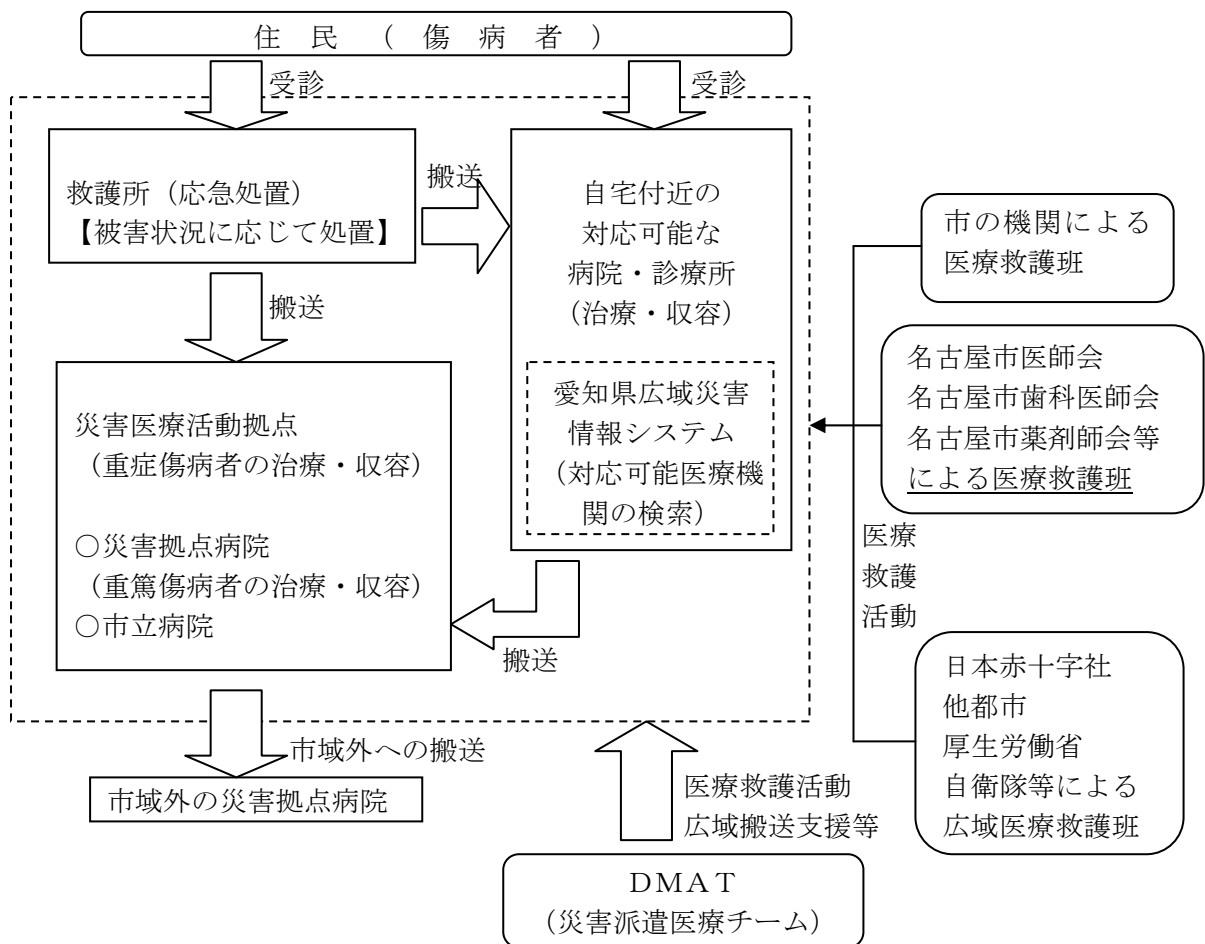 住　民　（　傷　病　者　）
受診
受診
救護所（応急処置）
【被害状況に応じて処置】
搬送
自宅付近の
対応可能な
病院・診療所
（治療・収容）
愛知県広域災害
情報システム
（対応可能医療機
関の検索）
搬送
災害医療活動拠点
（重症傷病者の治療・収容）
○災害拠点病院
（重篤傷病者の治療・収容）
○市立病院
搬送
市域外への搬送
市域外の災害拠点病院
市の機関による
医療救護班
名古屋市医師会
名古屋市歯科医師会
名古屋市薬剤師会等
による医療救護班
医療
救護
活動
日本赤十字社
他都市
厚生労働省
自衛隊等による
広域医療救護班
医療救護活動
広域搬送支援等
ＤＭＡＴ
（災害派遣医療チーム）